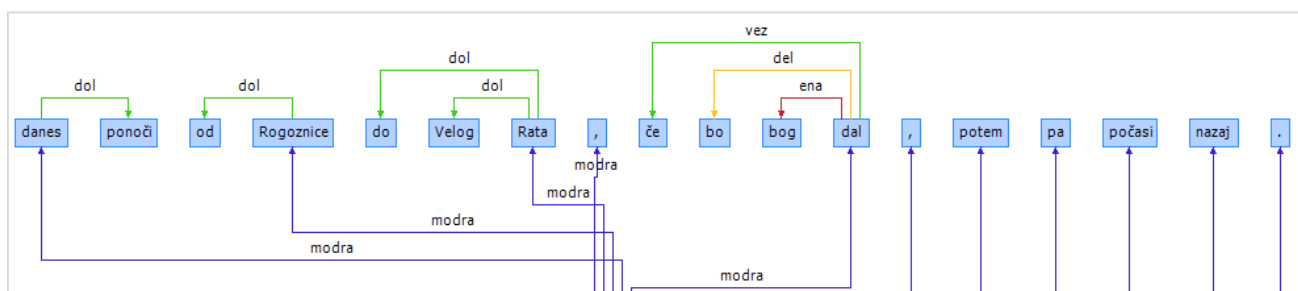 vez
dol del
dol dol dol ena
danes ponoči od Rogoznice do Velog Rata , če bo bog dal , potem pa počasi nazaj .
modra
modra
modra
modra modra